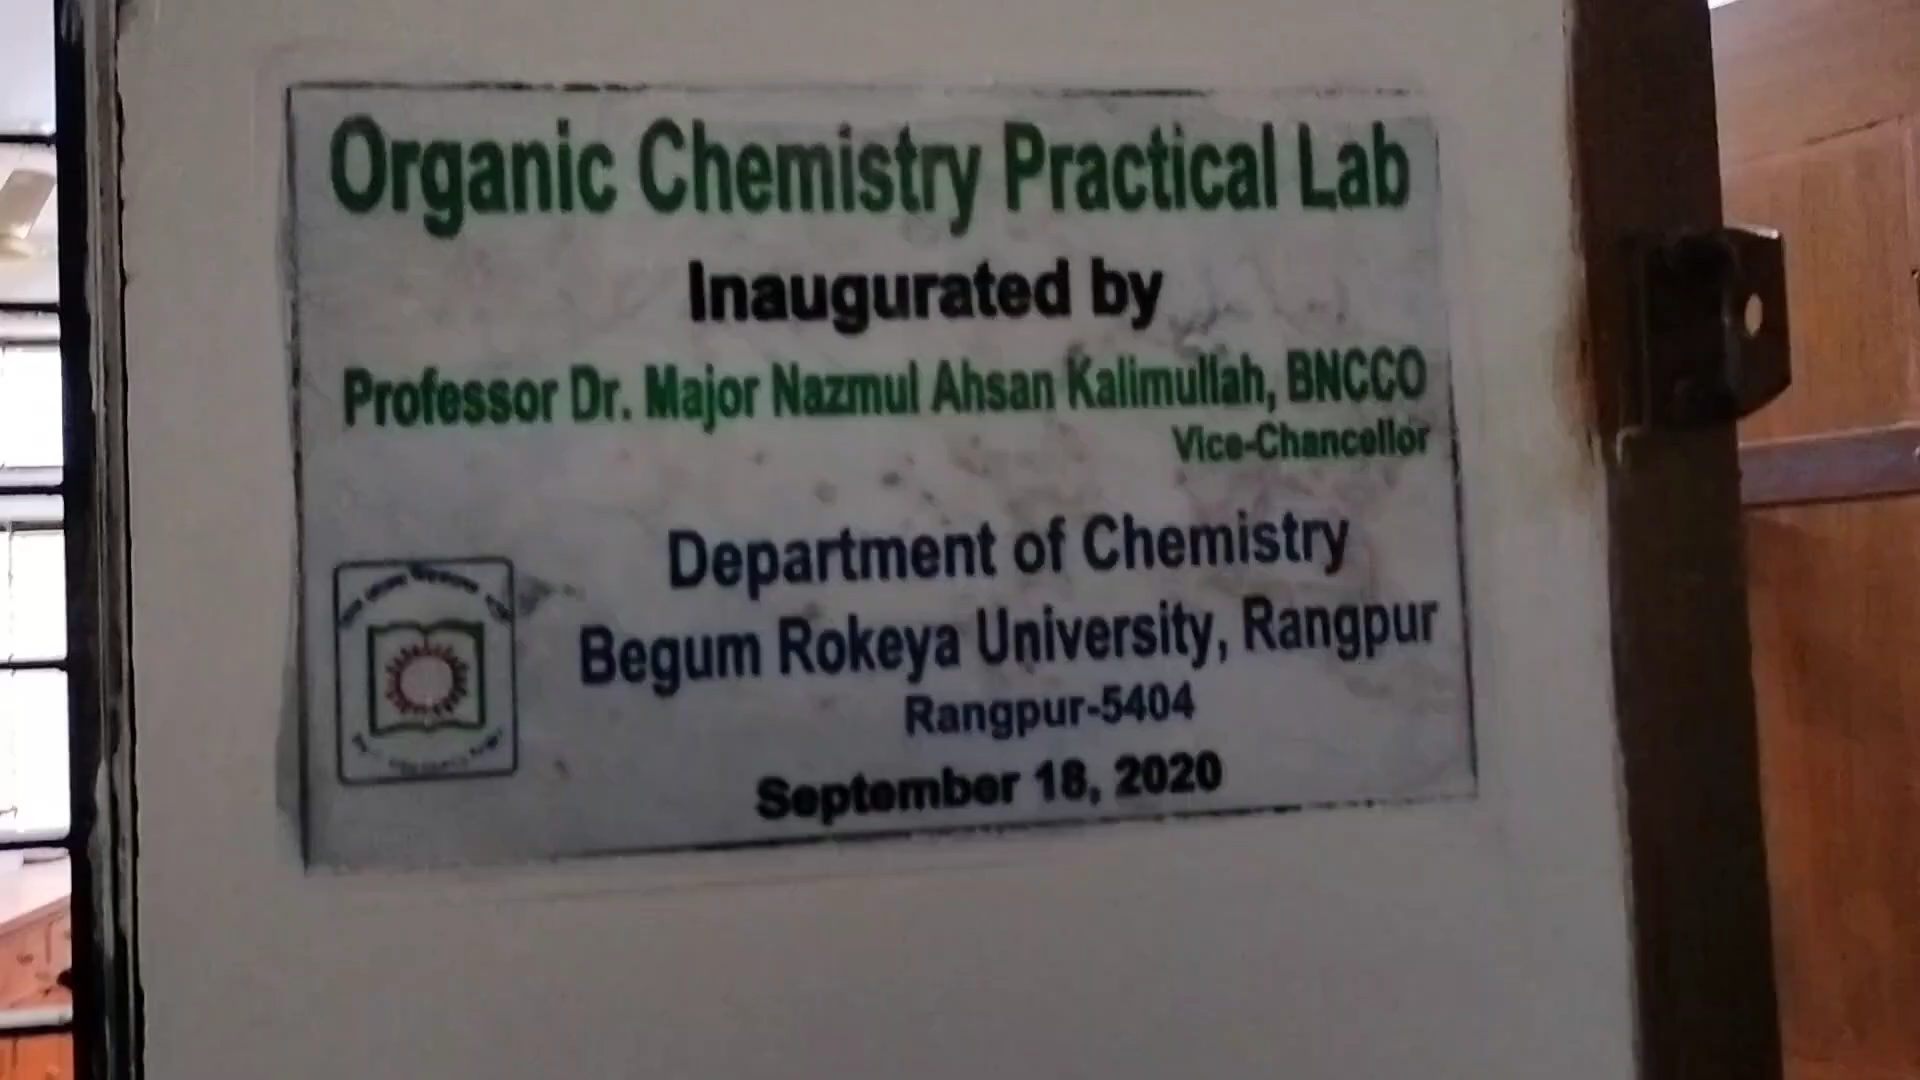 Organic Chemistry Practical Lab
Inaugurated by
Professor Dr. Major Nazmul Ahsan Kalimullah, BNCCO
Vice-Chancellor
Department of Chemistry
Begum Rokeya University, Rangpur
Rangpur-5404
September 18, 2020